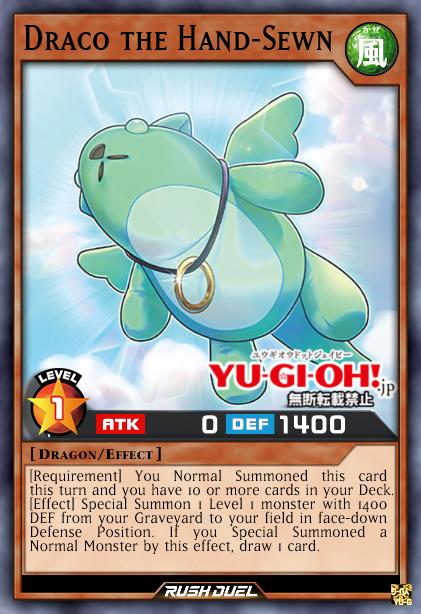 Draco the Hand-Sewn
かぜ
風
ユウギオウドットジェイピー
YU-GI-OH!.jp
無断転載禁止
LEVEL
1
ATK 0 DEF 1400
[Dragon/Effect]
[Requirement] You Normal Summoned this card
this turn and you have 10 or more cards in your Deck.
[Effect] Special Summon 1 Level 1 monster with 1400
DEF from your Graveyard to your field in face-down
Defense Position. If you Special Summoned a
Normal Monster by this effect, draw 1 card.
RUSH DUEL